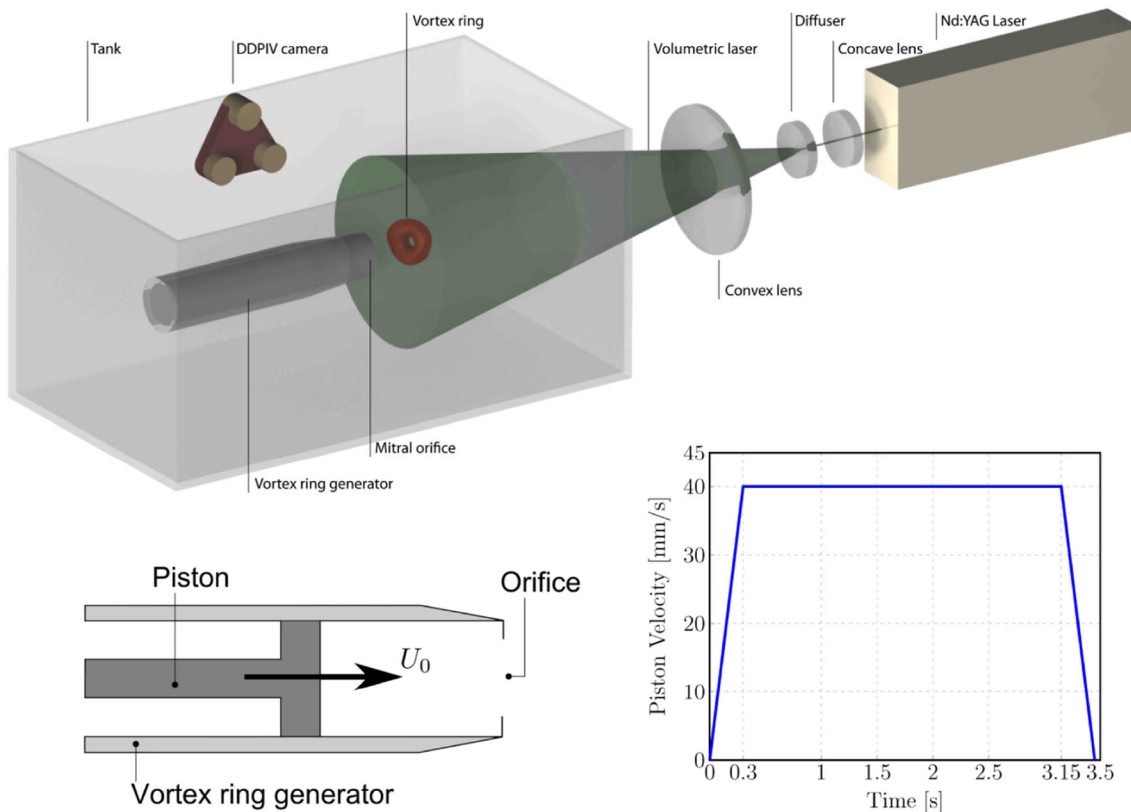 Tank
DDPIV camera
Vortex ring
Volumetric laser
Diffuser
Concave lens
Nd:YAG Laser
Convex lens
Mitral orifice
Vortex ring generator
Piston
Orifice
U₀
Vortex ring generator
Piston Velocity [mm/s]
45
40
30
20
10
0
0 0.3 1 1.5 2 2.5 3.15 3.5
Time [s]